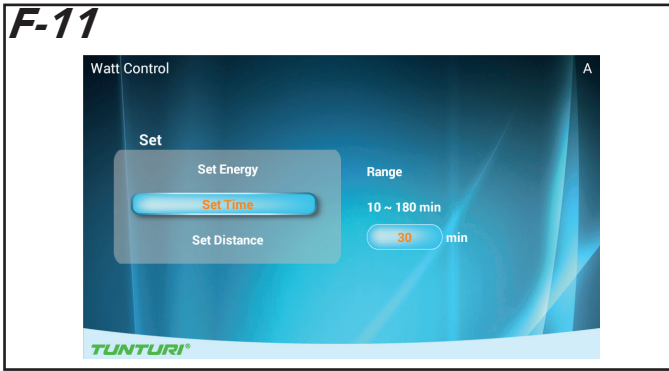 F-11
Watt Control A
Set
Set Energy
Range
Set Time
10 ~ 180 min
Set Distance
30 min
TUNTURI®